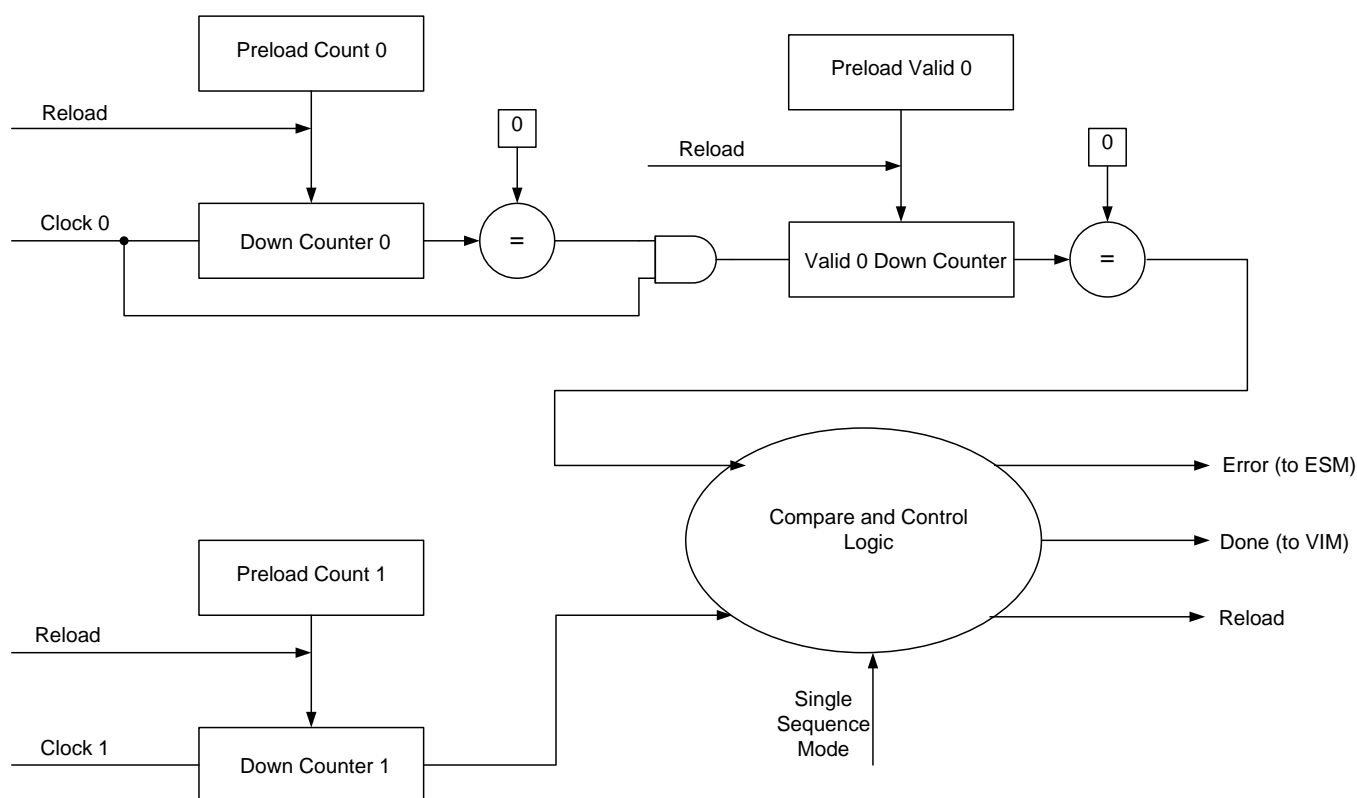 Preload Count 0
Preload Valid 0
Reload
0
Reload
0
Clock 0
Down Counter 0
=
Valid 0 Down Counter
=
Compare and Control
Logic
Error (to ESM)
Done (to VIM)
Reload
Preload Count 1
Reload
Single
Sequence
Mode
Clock 1
Down Counter 1